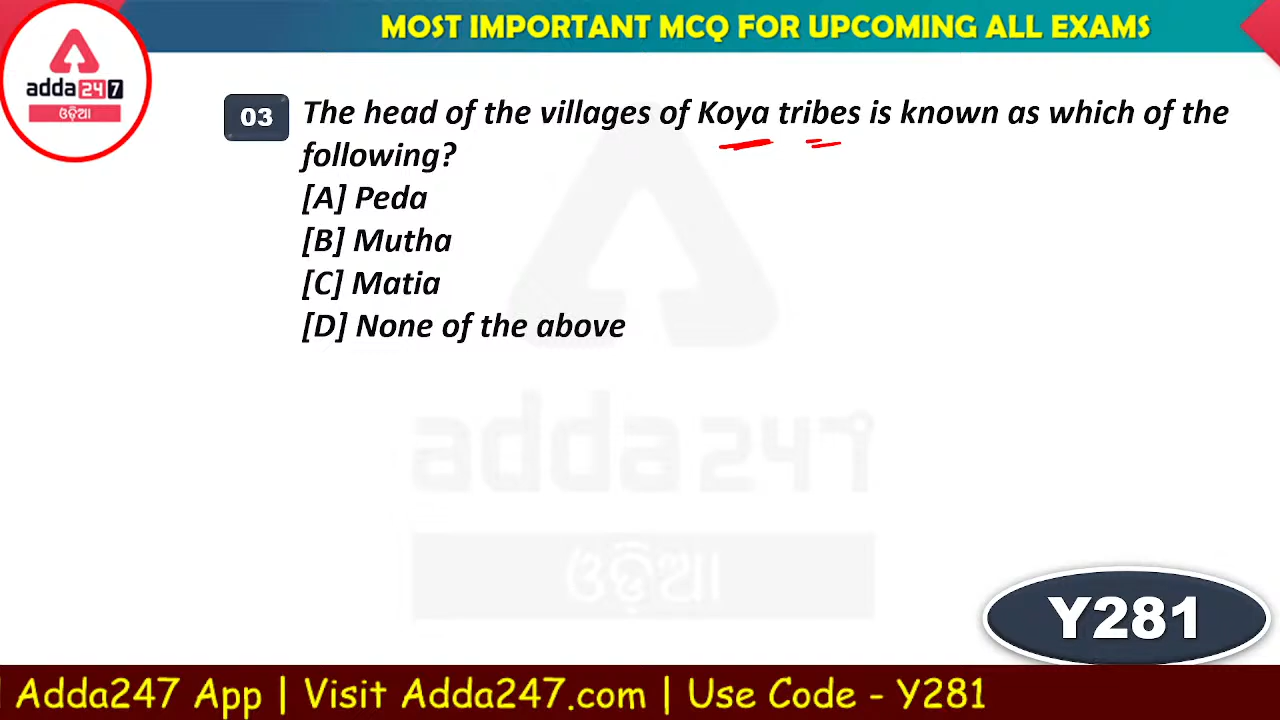 MOST IMPORTANT MCQ FOR UPCOMING ALL EXAMS
adda247
ଓଡ଼ିଆ
03 The head of the villages of Koya tribes is known as which of the
following?
[A] Peda
[B] Mutha
[C] Matia
[D] None of the above
adda247
ଓଡ଼ିଆ
Y281
Adda247 App | Visit Adda247.com | Use Code - Y281